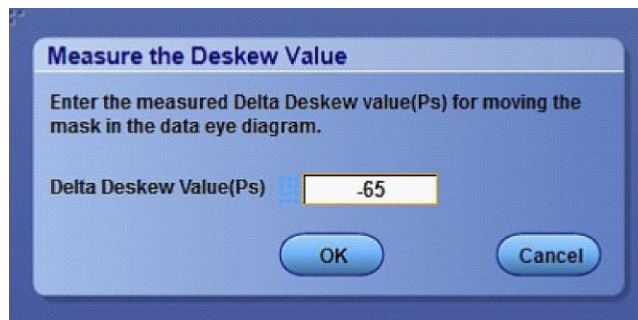 Measure the Deskew Value
Enter the measured Delta Deskew value(Ps) for moving the
mask in the data eye diagram.
Delta Deskew Value(Ps) -65
OK Cancel